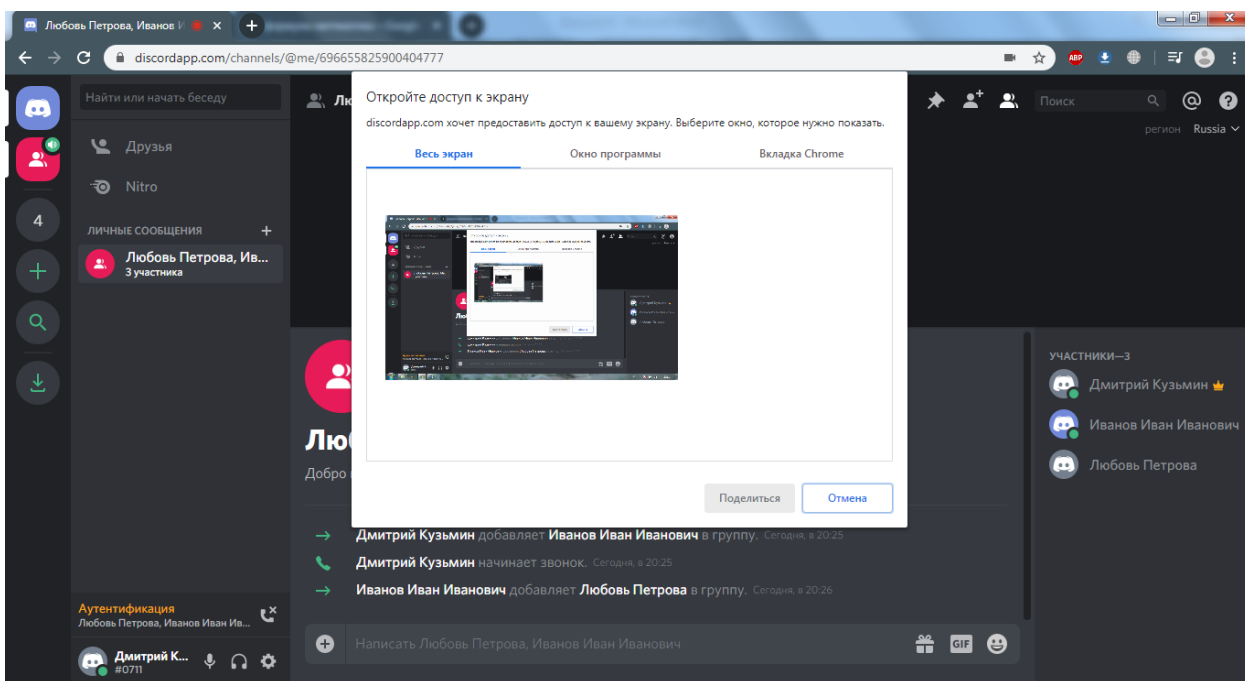 Любовь Петрова, Иванов И
discordapp.com/channels/@me/696655825900404777
ABP
Найти или начать беседу
Друзья
Nitro
4
ЛИЧНЫЕ СООБЩЕНИЯ
Любовь Петрова, Ив...
3 участника
Лю
Откройте доступ к экрану
discordapp.com хочет предоставить доступ к вашему экрану. Выберите окно, которое нужно показать.
Весь экран
Окно программы
Вкладка Chrome
Поделиться
Отмена
Поиск
регион Russia
Лю
Добро
Дмитрий Кузьмин добавляет Иванов Иван Иванович в группу. Сегодня, в 20:25
Дмитрий Кузьмин начинает звонок. Сегодня, в 20:25
Иванов Иван Иванович добавляет Любовь Петрова в группу. Сегодня, в 20:26
УЧАСТНИКИ—3
Дмитрий Кузьмин
Иванов Иван Иванович
Любовь Петрова
Аутентификация
Любовь Петрова, Иванов Иван Ив...
Дмитрий К...
#0711
Написать Любовь Петрова, Иванов Иван Иванович
GIF